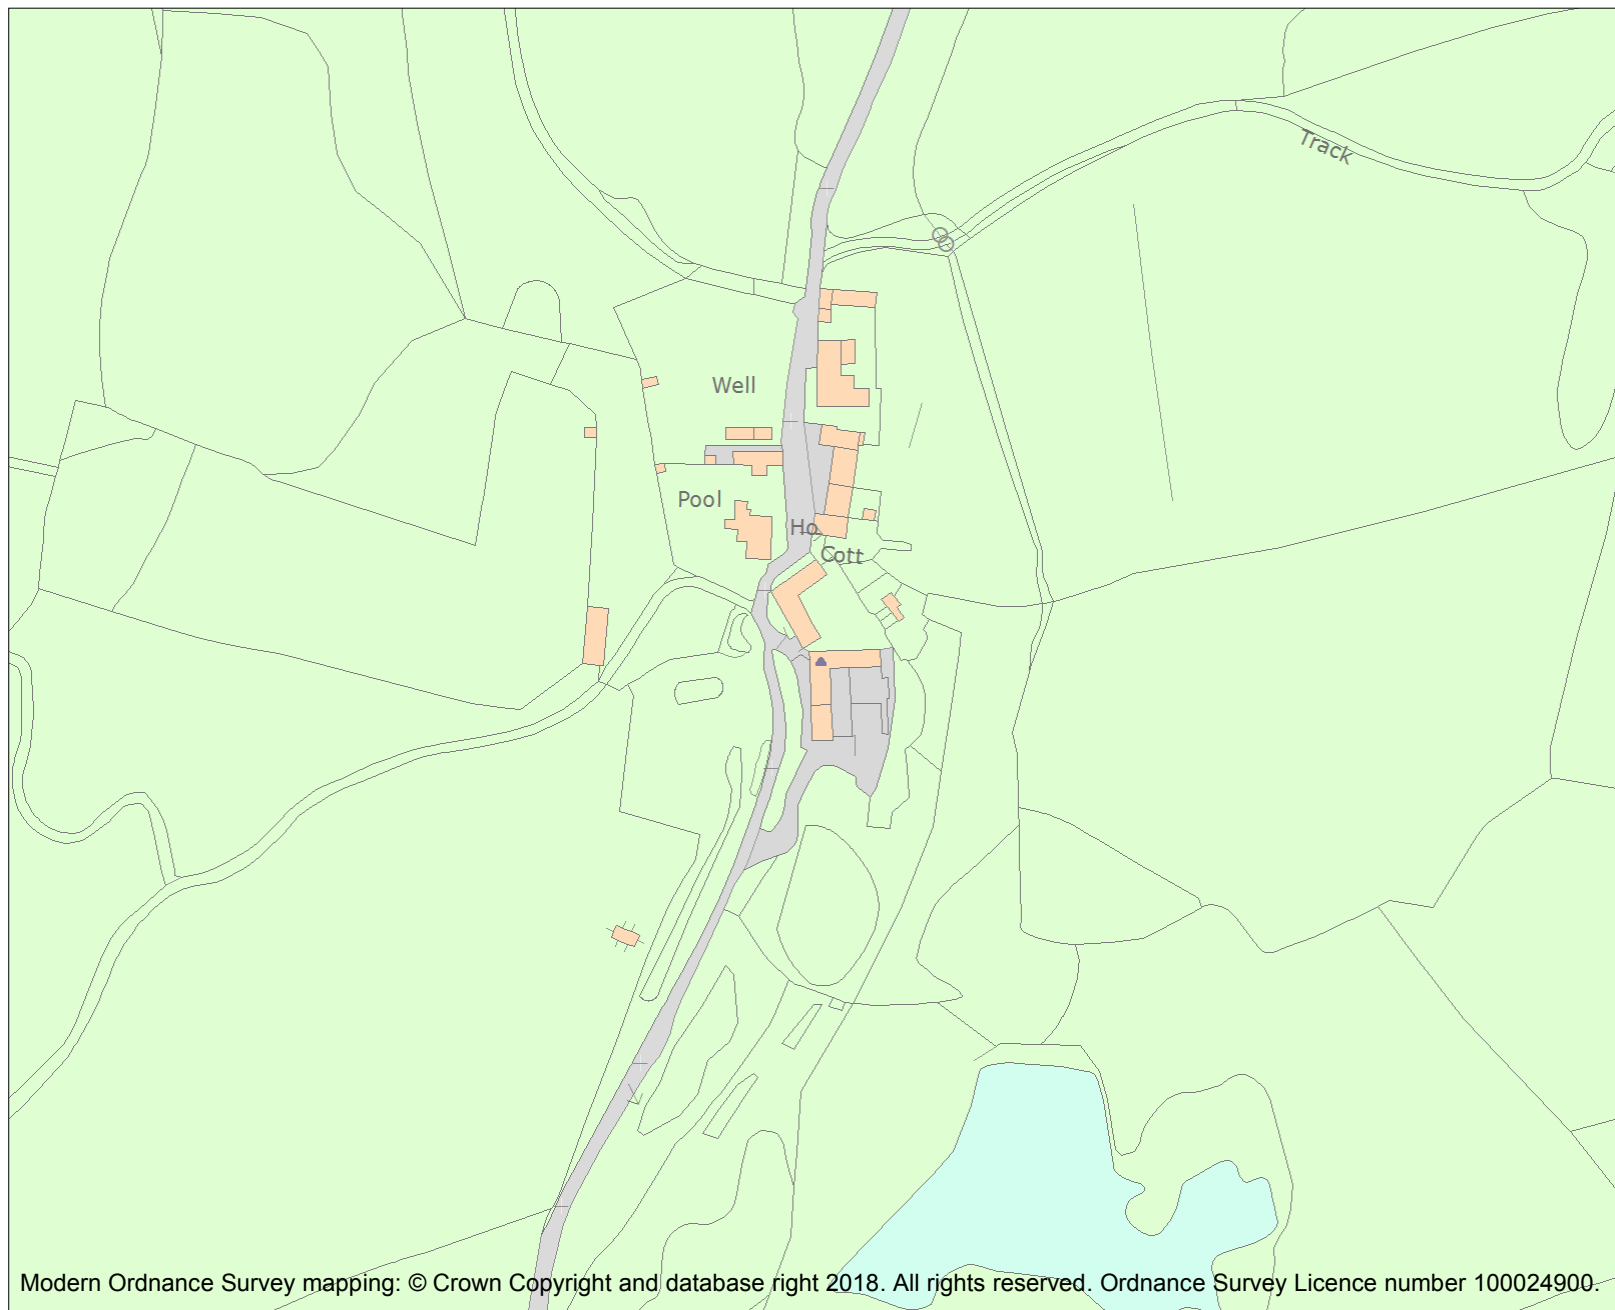 Track
Well
Pool
Ho
Cott
Modern Ordnance Survey mapping: © Crown Copyright and database right 2018. All rights reserved. Ordnance Survey Licence number 100024900.